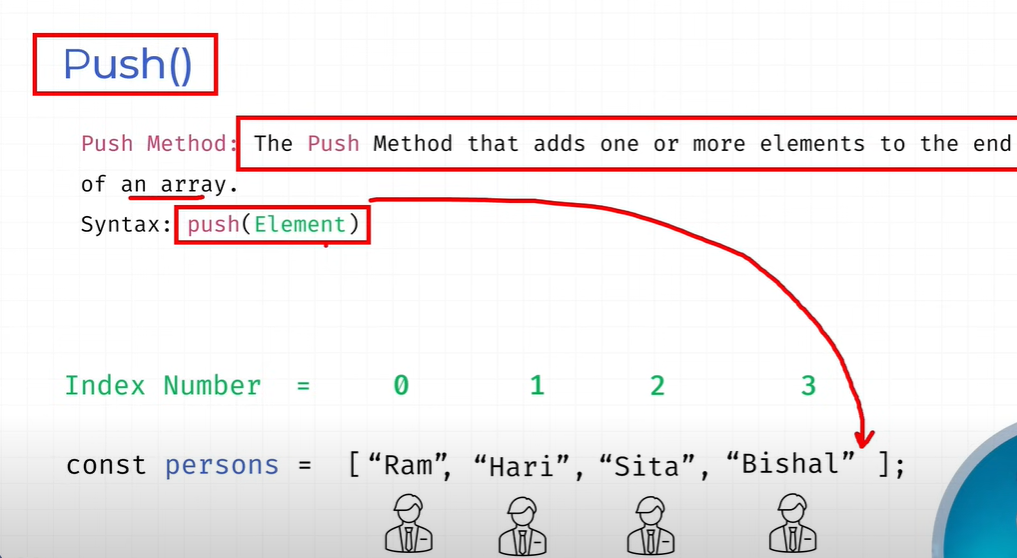 Push()
Push Method: The Push Method that adds one or more elements to the end
of an array.
Syntax: push(Element)
Index Number = 0 1 2 3
const persons = [“Ram”, “Hari”, “Sita”, “Bishal” ];